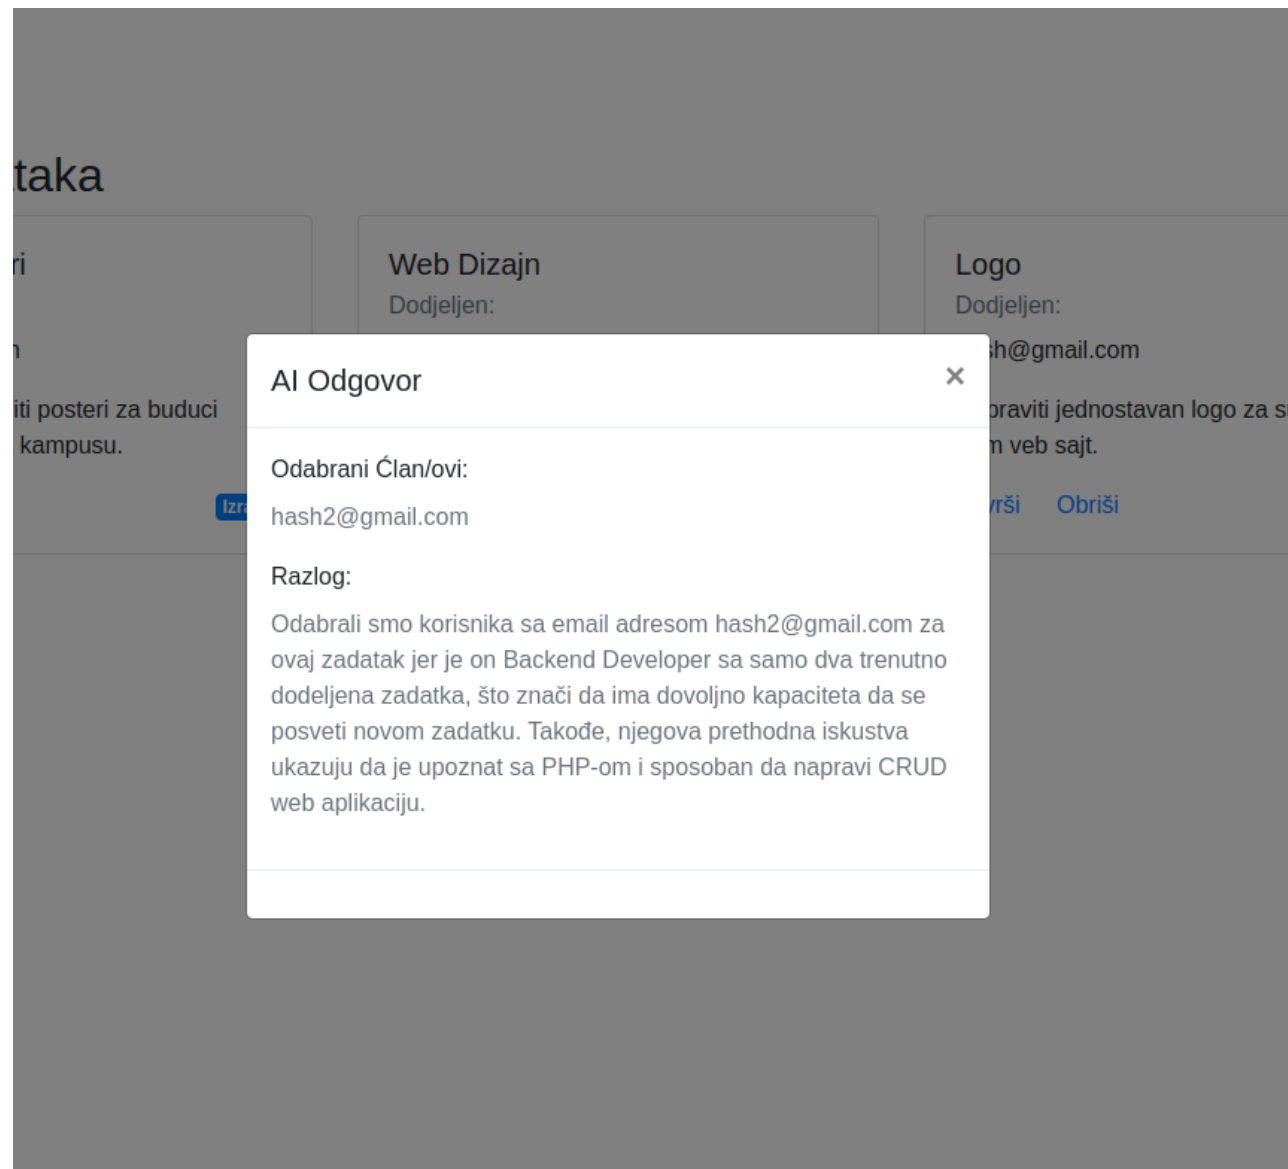 taka
ri
Web Dizajn
Dodjeljen:
Logo
Dodjeljen:
sh@gmail.com
iti posteri za buduci
kampusu.
praviti jednostavan logo za
m veb sajt.
vrši Obriši
AI Odgovor
×
Odabrani Ćlan/ovi:
hash2@gmail.com
Razlog:
Odabrali smo korisnika sa email adresom hash2@gmail.com za
ovaj zadatak jer je on Backend Developer sa samo dva trenutno
dodeljena zadatka, što znači da ima dovoljno kapaciteta da se
posveti novom zadatku. Takođe, njegova prethodna iskustva
ukazuju da je upoznat sa PHP-om i sposoban da napravi CRUD
web aplikaciju.